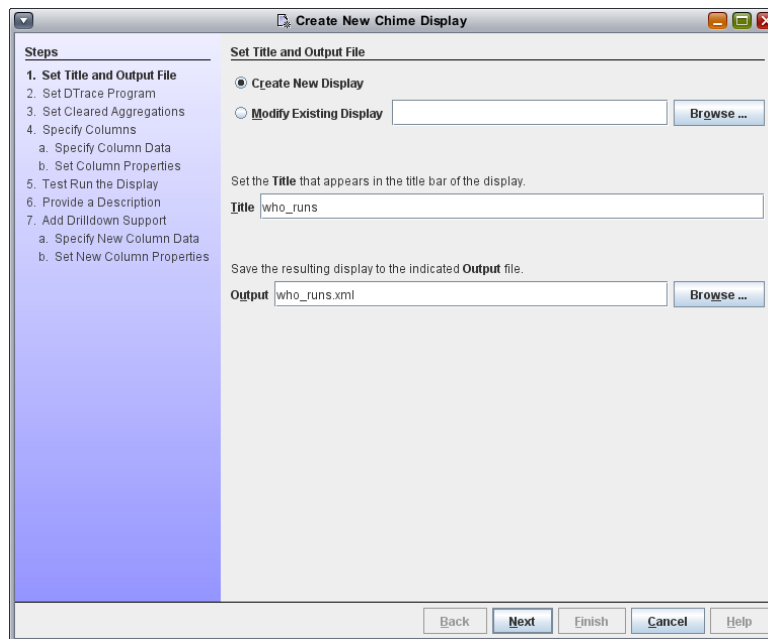 Create New Chime Display
Steps
1. Set Title and Output File
2. Set DTrace Program
3. Set Cleared Aggregations
4. Specify Columns
a. Specify Column Data
b. Set Column Properties
5. Test Run the Display
6. Provide a Description
7. Add Drilldown Support
a. Specify New Column Data
b. Set New Column Properties
Set Title and Output File
Create New Display
Modify Existing Display Browse ...
Set the Title that appears in the title bar of the display.
Title who_runs
Save the resulting display to the indicated Output file.
Output who_runs.xml Browse ...
Back Next Finish Cancel Help